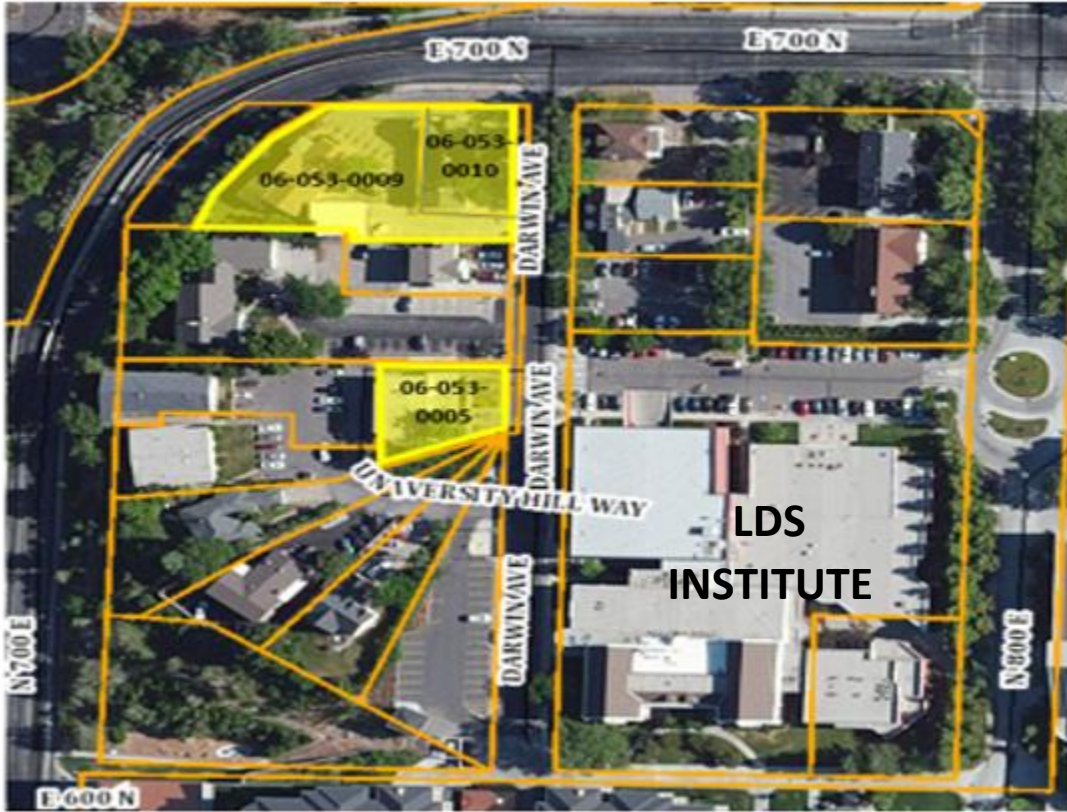 E 700 N
E 700 N
06-053-0009
06-053-
0010
DARWIN AVE
06-053-
0005
DARWIN AVE
UNIVERSITY HILL WAY
LDS
INSTITUTE
DARWIN AVE
N 700 E
N 800 E
E 600 N